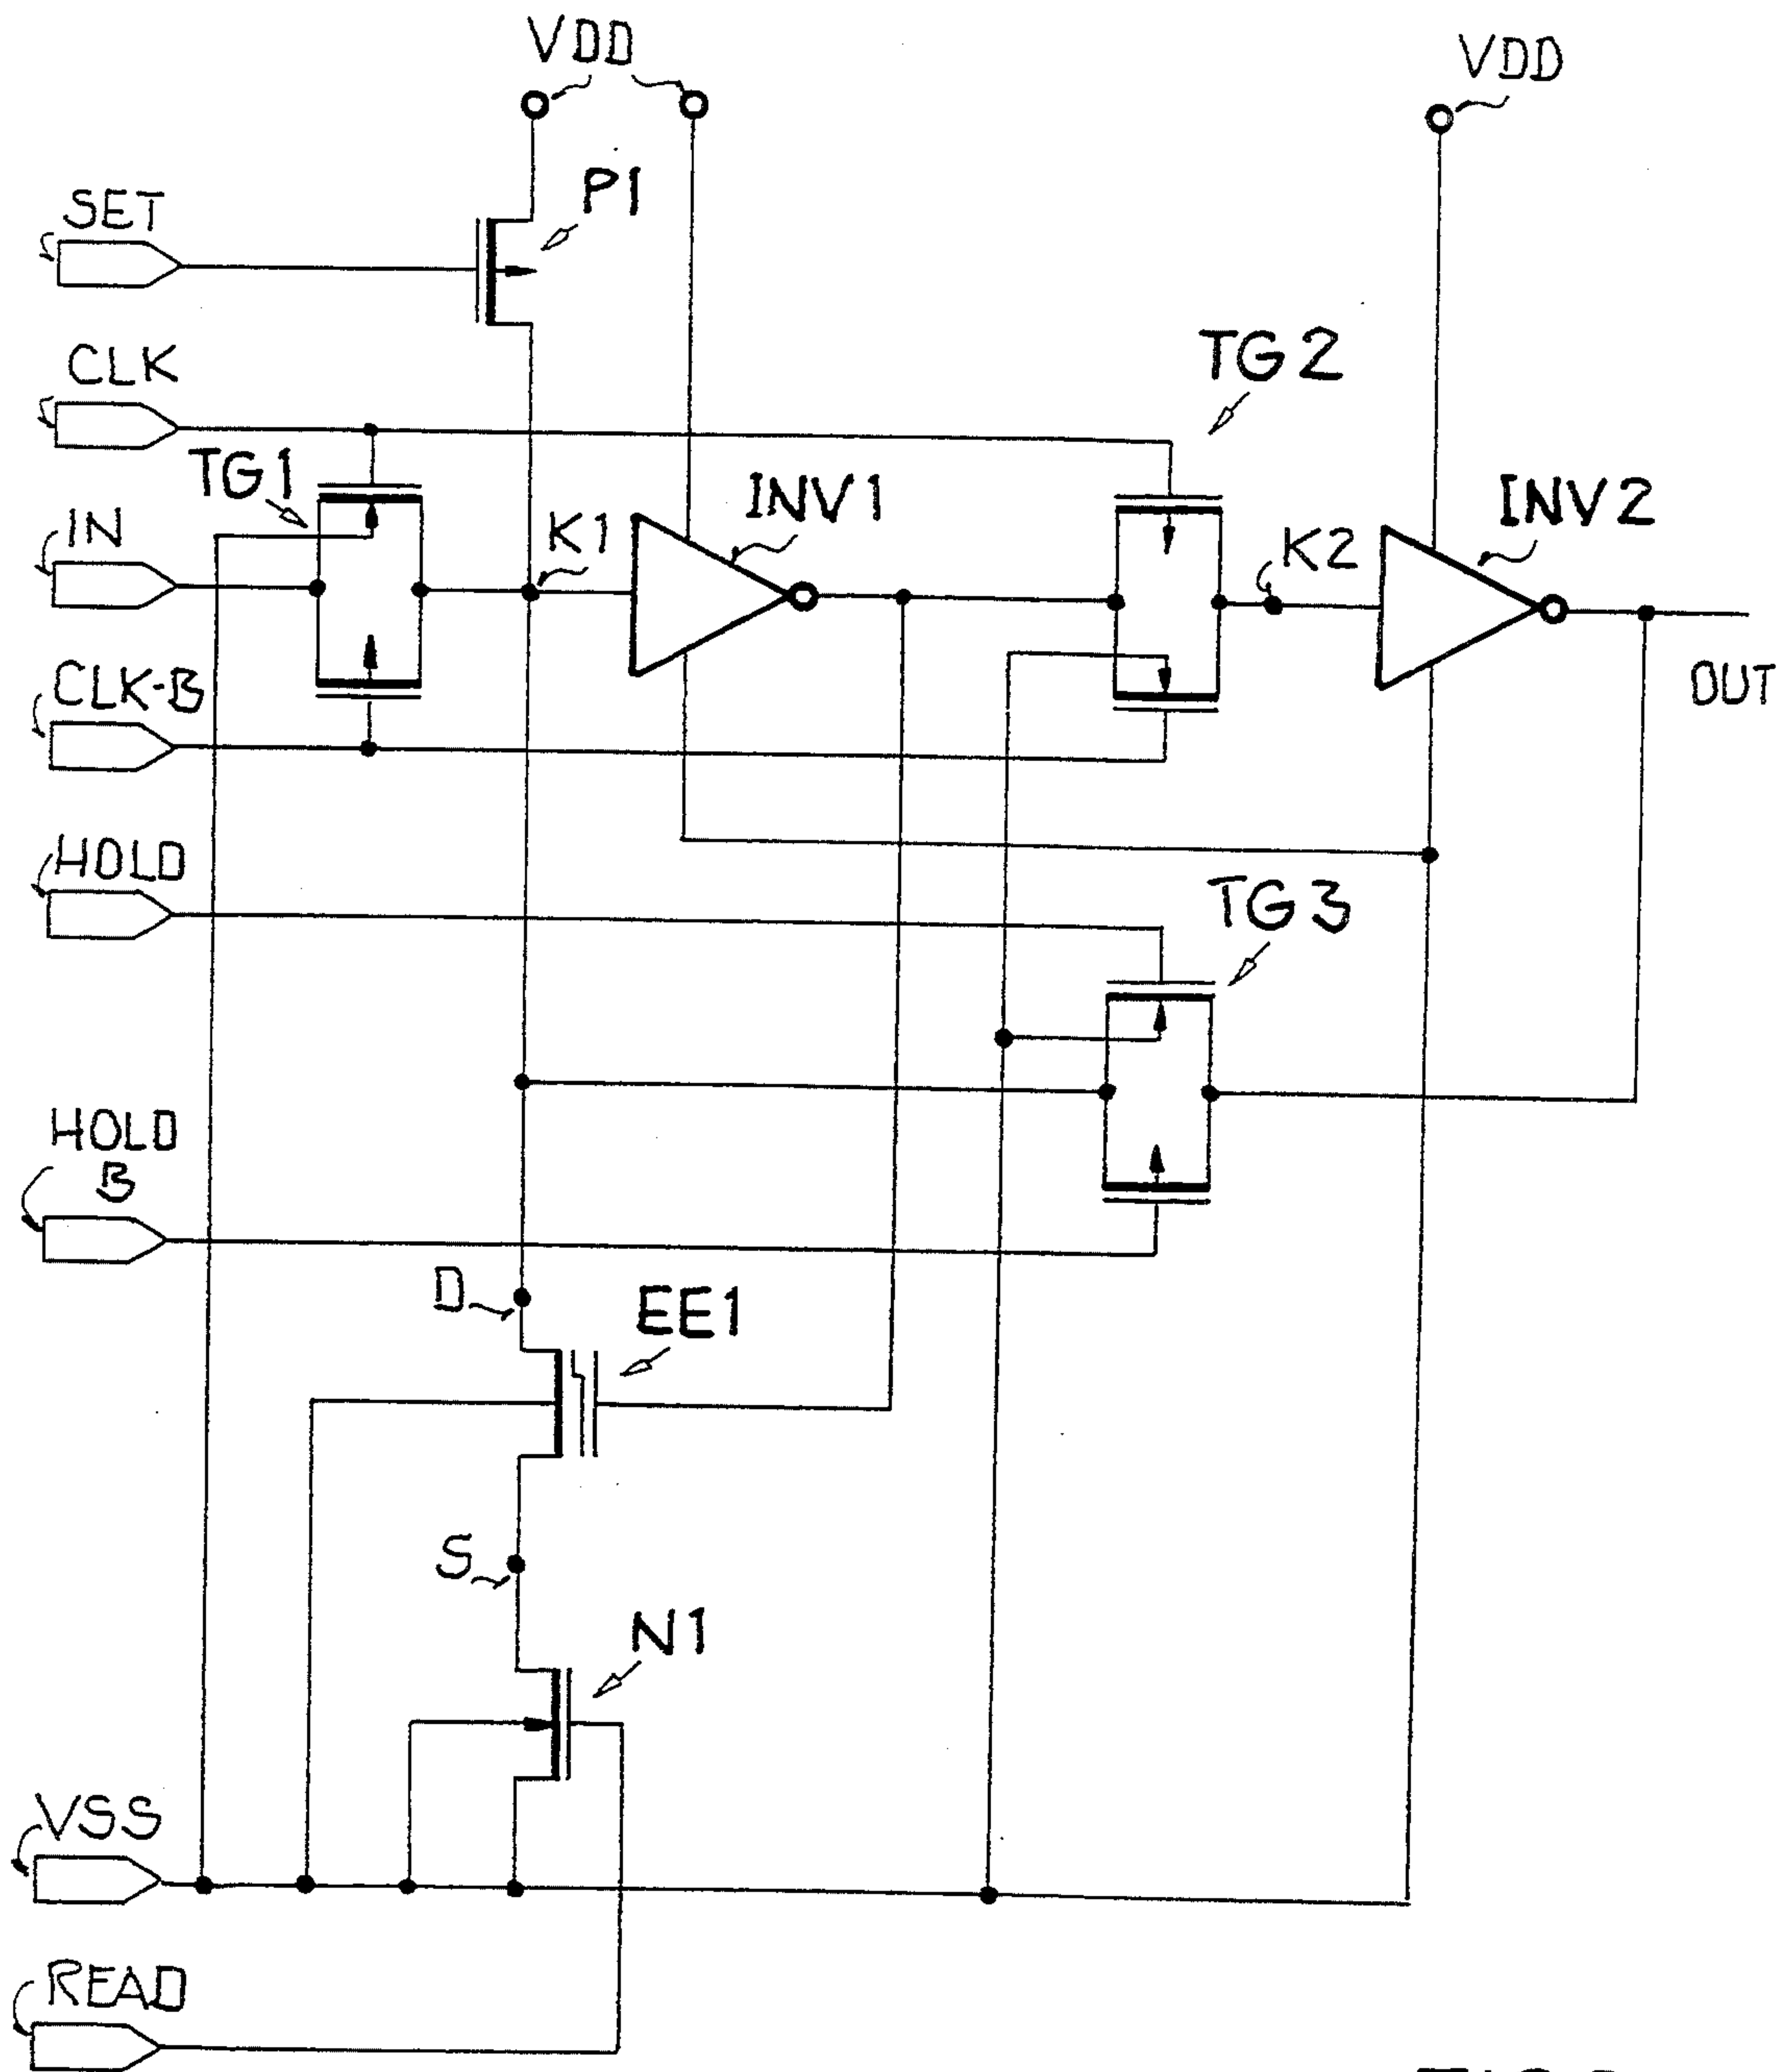 VDD
VDD
P1
SET
TG2
CLK
TG1
INV1
INV2
IN
K1
K2
CLK-B
OUT
HOLD
TG3
HOLD
B
D
EE1
S
N1
VSS
READ